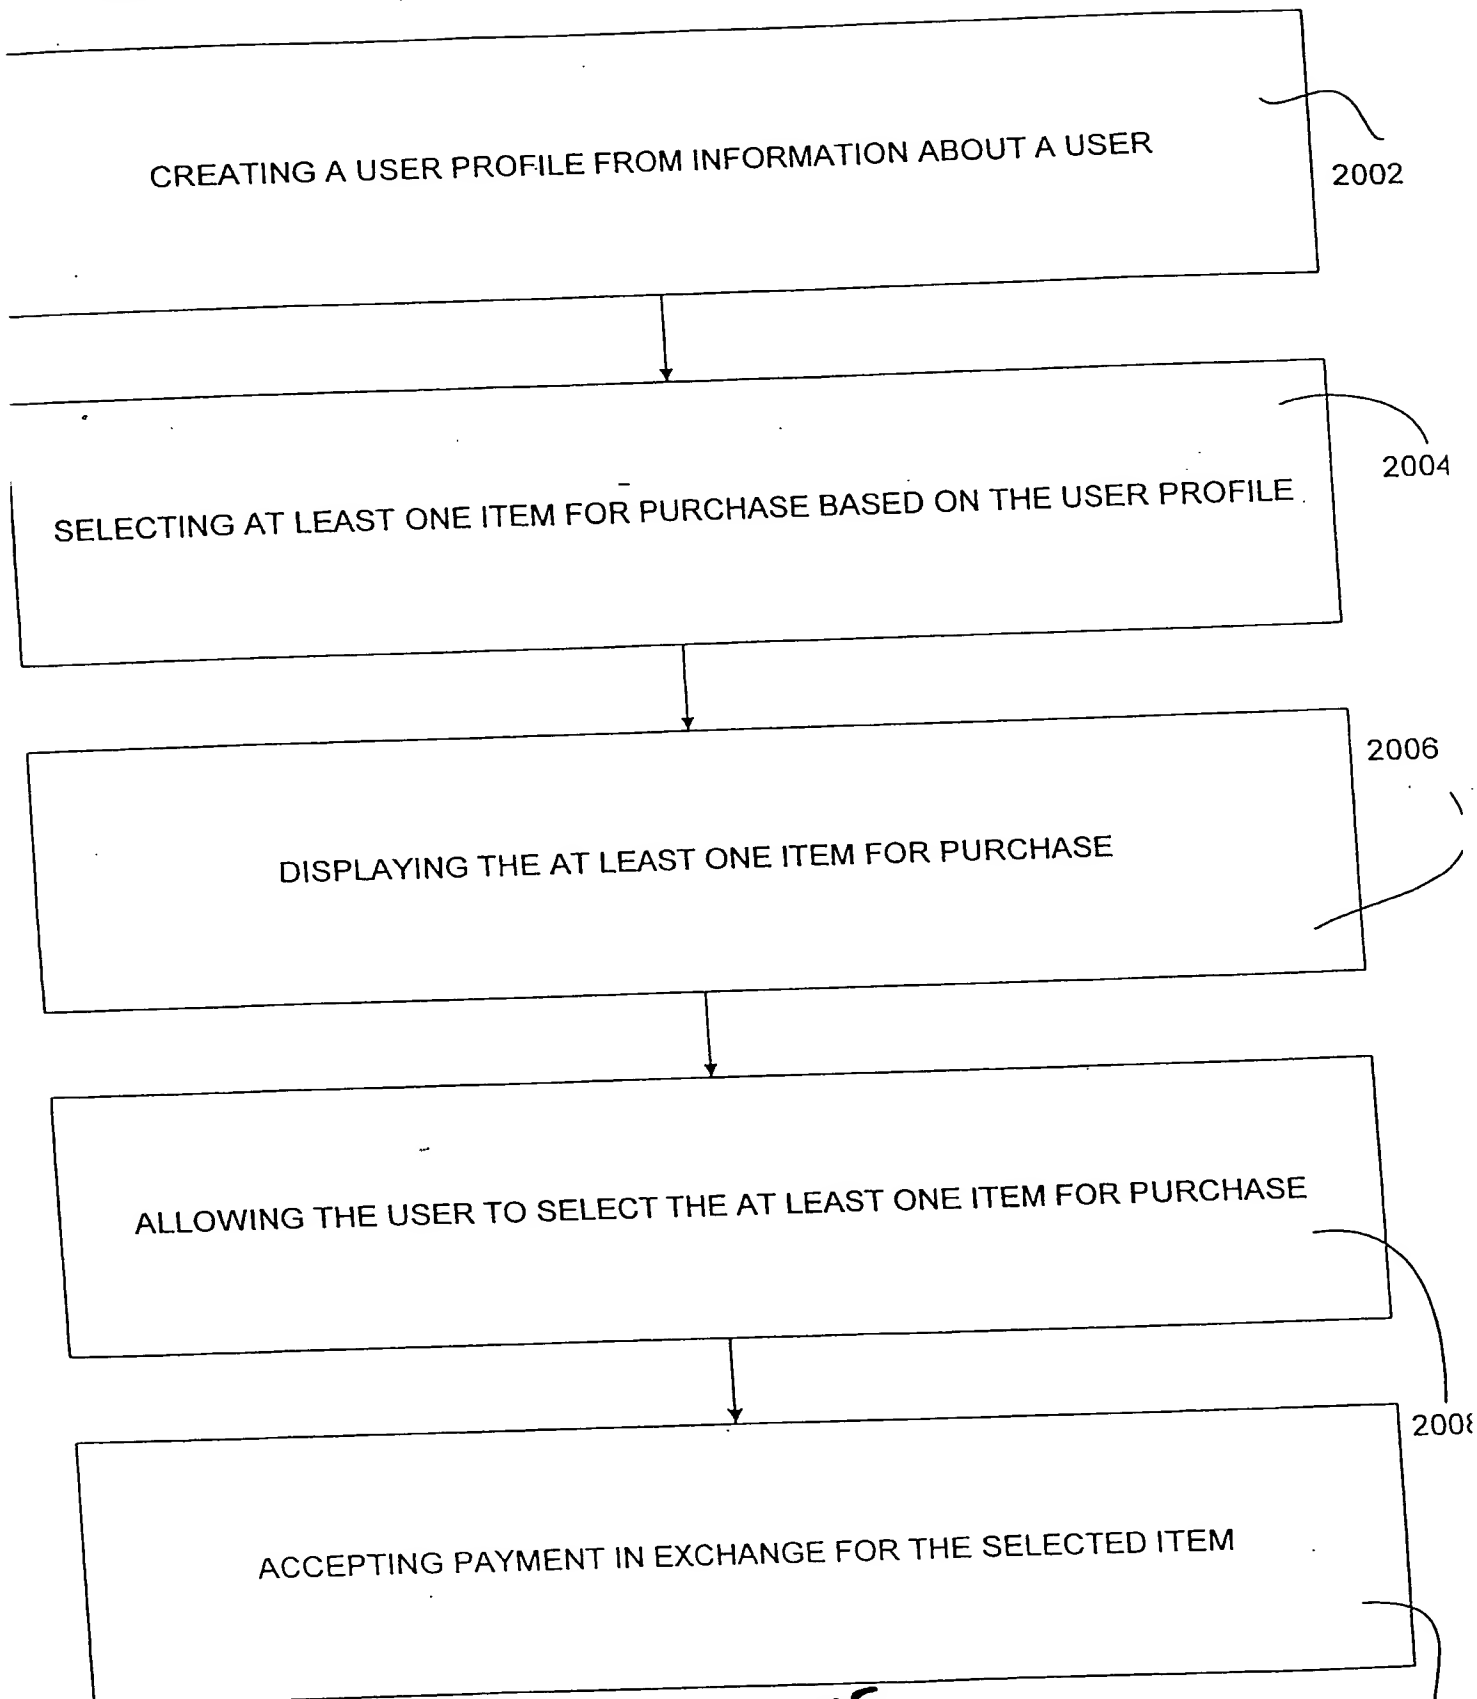 CREATING A USER PROFILE FROM INFORMATION ABOUT A USER
2002
2004
SELECTING AT LEAST ONE ITEM FOR PURCHASE BASED ON THE USER PROFILE
2006
DISPLAYING THE AT LEAST ONE ITEM FOR PURCHASE
ALLOWING THE USER TO SELECT THE AT LEAST ONE ITEM FOR PURCHASE
2008
ACCEPTING PAYMENT IN EXCHANGE FOR THE SELECTED ITEM